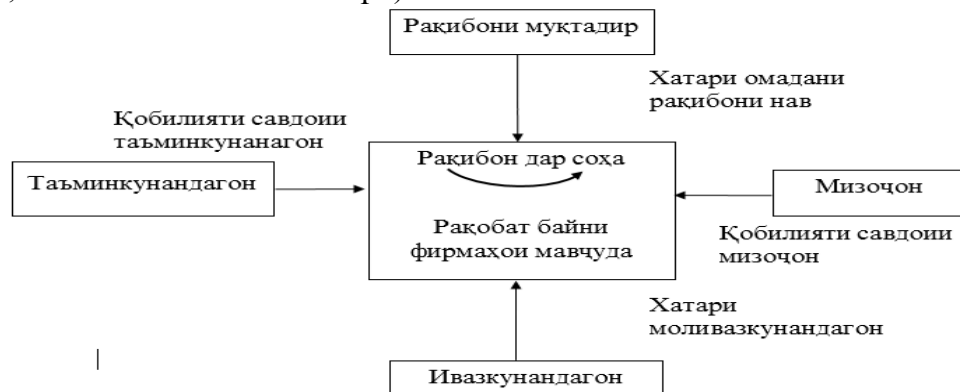 Рақибони муқтадир
Хатари омадани
рақибони нав
Қобилияти савдоии
таъминкунанагон
Рақибон дар соҳа
Таъминкунандагон
Мизоҷон
Рақобат байни
фирмаҳои мавҷуда
Қобилияти савдоии
мизоҷон
Хатари
моливазкунандагон
Ивазкунандагон